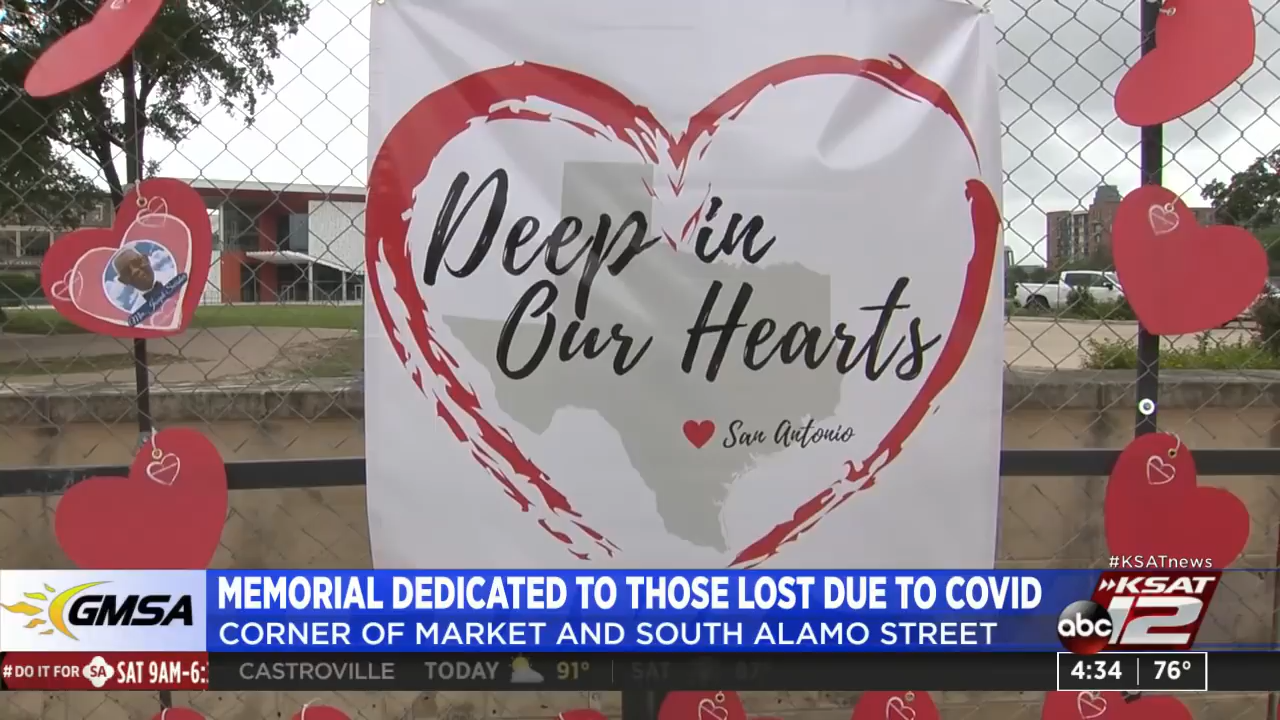 Deep in
Our Hearts
San Antonio
#KSATnews
GMSA
MEMORIAL DEDICATED TO THOSE LOST DUE TO COVID
CORNER OF MARKET AND SOUTH ALAMO STREET
abc
KSAT
12
#DO IT FOR SA SAT 9AM-6:
CASTROVILLE TODAY 91° SAT 87°
4:34 76°